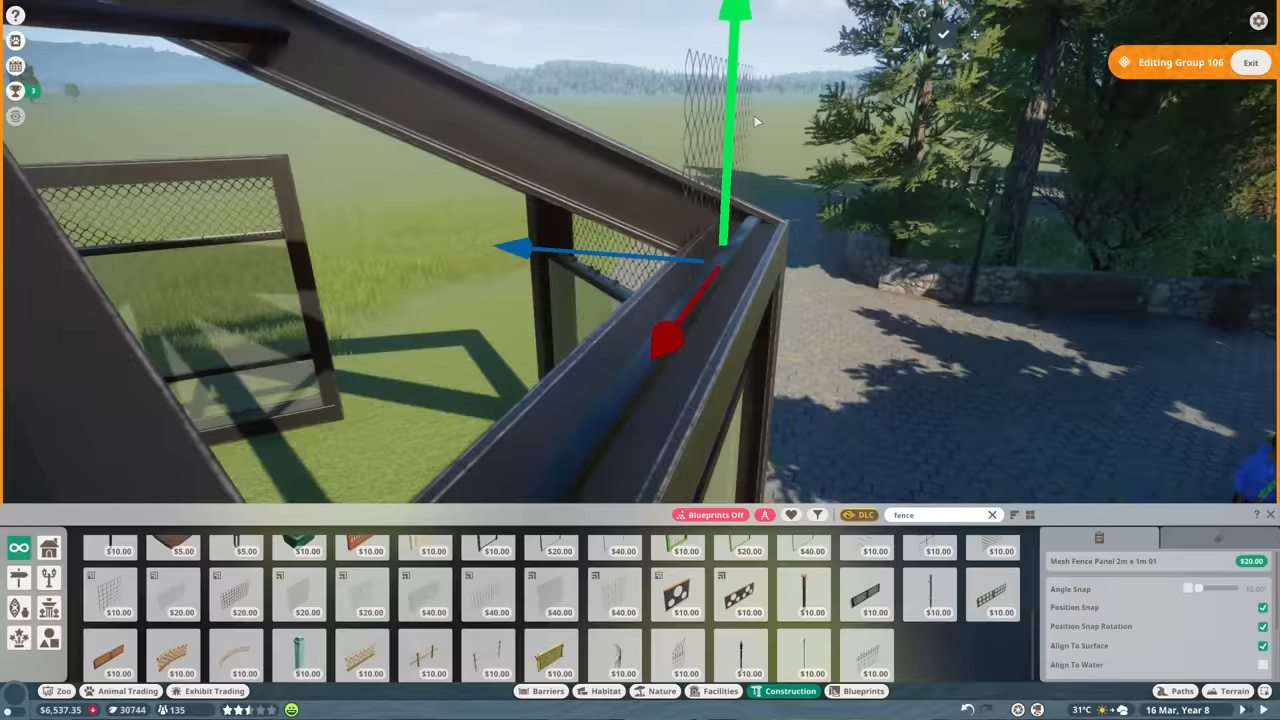 ?
Editing Group 106 Exit
3
Blueprints Off DLC fence ? ✕
$10.00 $5.00 $5.00 $10.00 $10.00 $10.00 $10.00 $20.00 $40.00 $10.00 $20.00 $40.00 $10.00 $10.00 $10.00
Mesh Fence Panel 2m x 1m 01 $20.00
Angle Snap 15.00°
$10.00 $20.00 $20.00 $10.00 $20.00 $40.00 $40.00 $20.00 $40.00 $10.00 $10.00 $10.00 $10.00 $10.00 $10.00
Position Snap
Position Snap Rotation
Align To Surface
Align To Water
$10.00 $10.00 $10.00 $10.00 $10.00 $10.00 $10.00 $10.00 $10.00 $10.00 $10.00 $10.00 $10.00
Zoo Animal Trading Exhibit Trading Barriers Habitat Nature Facilities Construction Blueprints Paths Terrain
$6,537.35 30744 135 31°C 16 Mar, Year 8